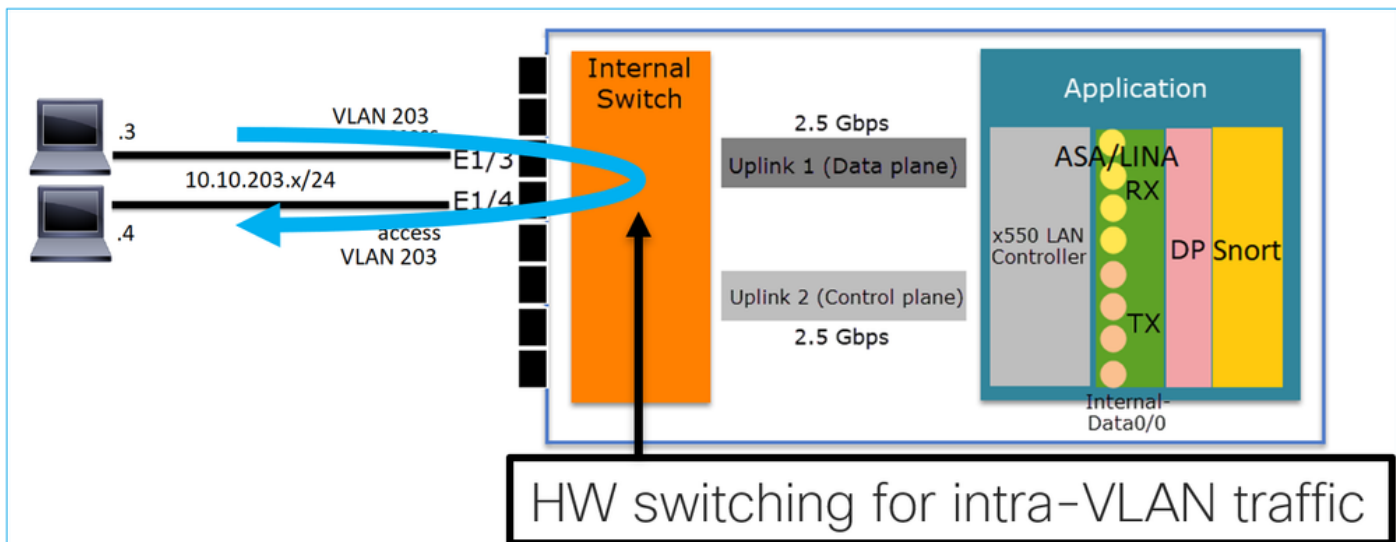 .3
VLAN 203
E1/3
10.10.203.x/24
E1/4
.4
access
VLAN 203
Internal
Switch
2.5 Gbps
Uplink 1 (Data plane)
Uplink 2 (Control plane)
2.5 Gbps
Application
x550 LAN
Controller
ASA/LINA
RX
TX
DP
Snort
Internal-
Data0/0
HW switching for intra-VLAN traffic